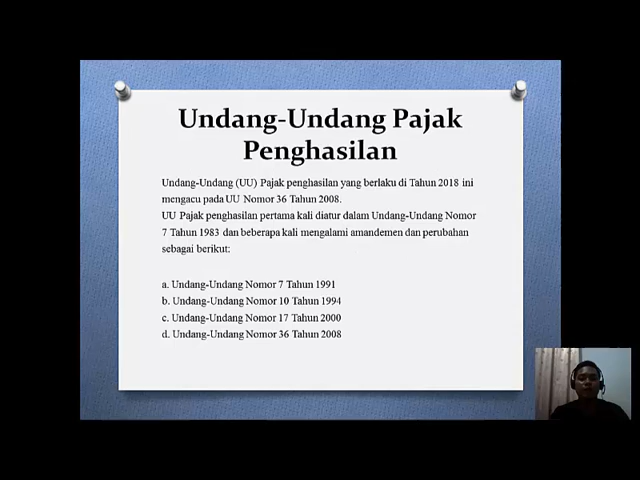 Undang-Undang Pajak
Penghasilan
Undang-Undang (UU) Pajak penghasilan yang berlaku di Tahun 2018 ini
mengacu pada UU Nomor 36 Tahun 2008.
UU Pajak penghasilan pertama kali diatur dalam Undang-Undang Nomor
7 Tahun 1983 dan beberapa kali mengalami amandemen dan perubahan
sebagai berikut:
a. Undang-Undang Nomor 7 Tahun 1991
b. Undang-Undang Nomor 10 Tahun 1994
c. Undang-Undang Nomor 17 Tahun 2000
d. Undang-Undang Nomor 36 Tahun 2008